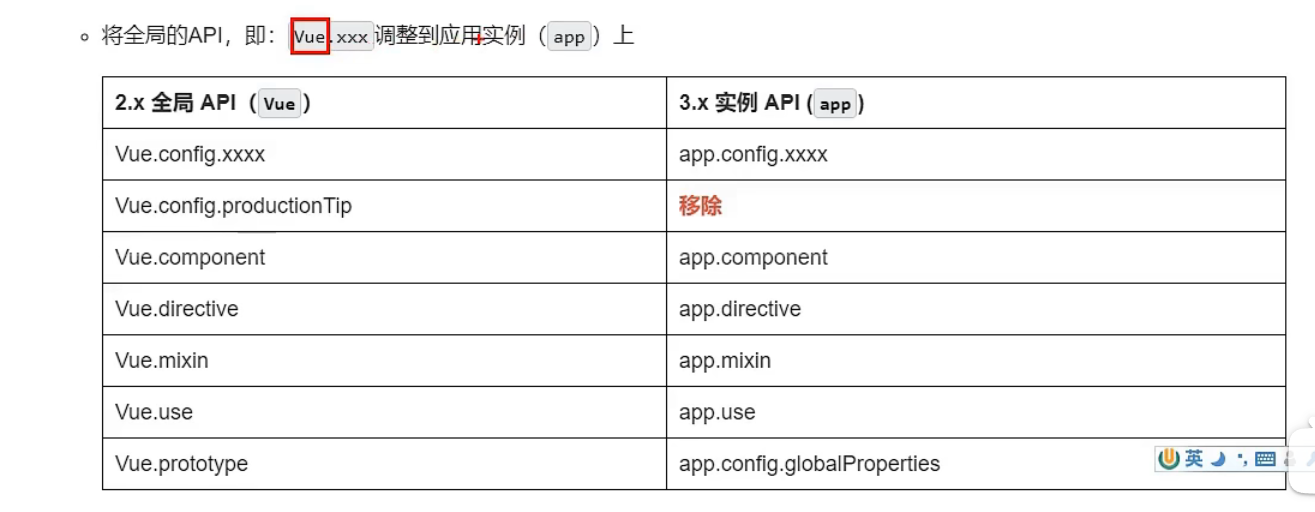 将全局的API，即：Vue.xxx调整到应用实例（app）上
2.x 全局 API（Vue）
3.x 实例 API (app)
Vue.config.xxxx
app.config.xxxx
Vue.config.productionTip
移除
Vue.component
app.component
Vue.directive
app.directive
Vue.mixin
app.mixin
Vue.use
app.use
Vue.prototype
app.config.globalProperties
英